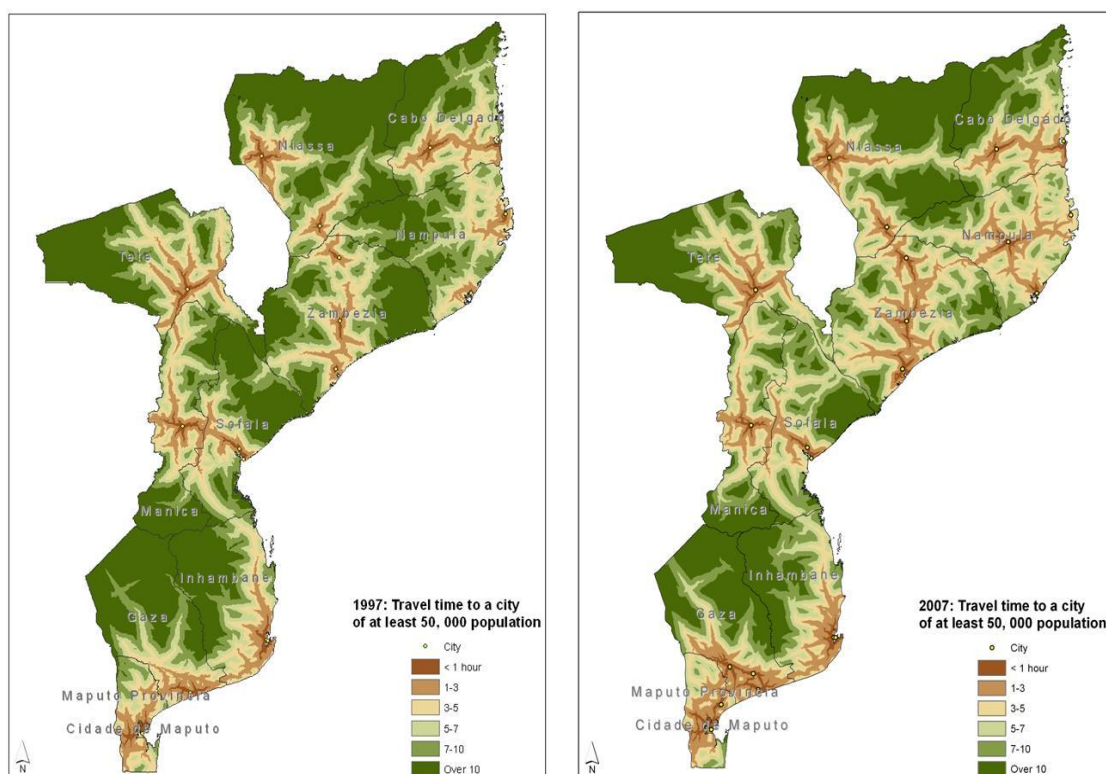 Cabo Delgado
Niassa
Nampula
Tete
Zambezia
Sofala
Manica
Inhambane
Gaza
Maputo Provincia
Cidade de Maputo
1997: Travel time to a city
of at least 50, 000 population
City
< 1 hour
1-3
3-5
5-7
7-10
Over 10
N
Cabo Delgado
Niassa
Nampula
Tete
Zambezia
Sofala
Manica
Inhambane
Gaza
Maputo Provincia
Cidade de Maputo
2007: Travel time to a city
of at least 50, 000 population
City
< 1 hour
1-3
3-5
5-7
7-10
Over 10
N